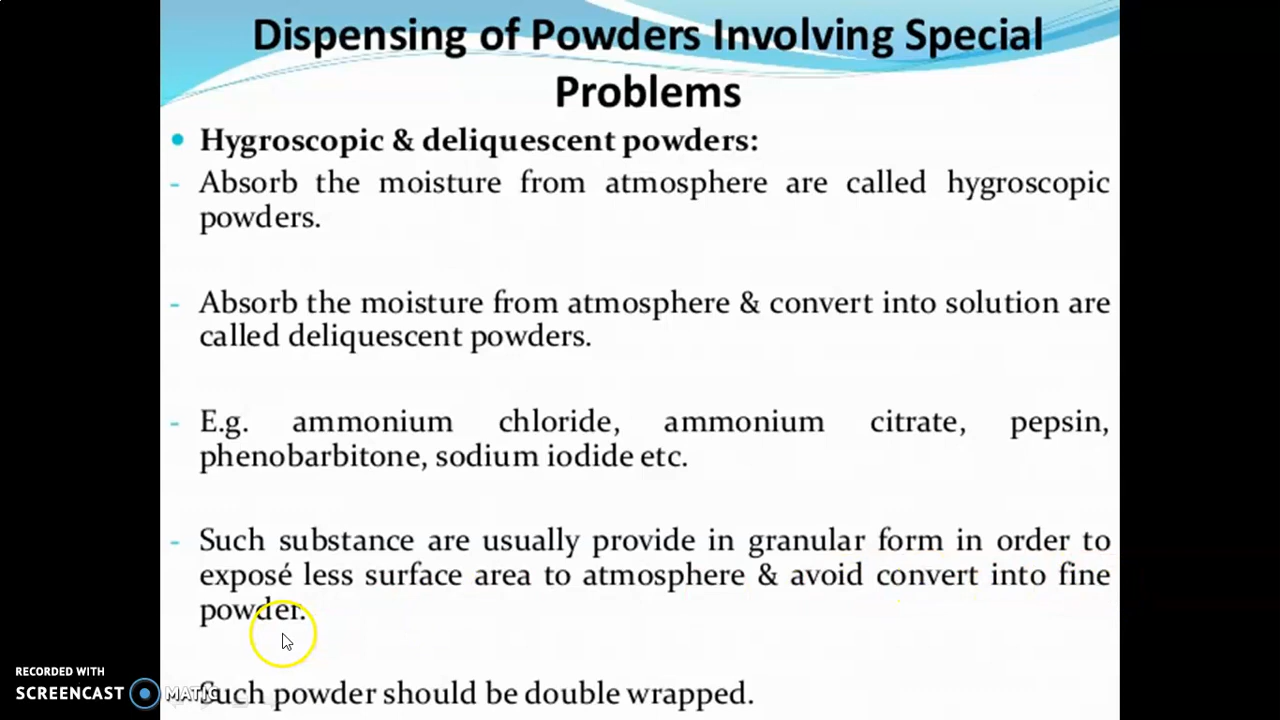 Dispensing of Powders Involving Special
Problems
• Hygroscopic & deliquescent powders:
- Absorb the moisture from atmosphere are called hygroscopic
powders.
- Absorb the moisture from atmosphere & convert into solution are
called deliquescent powders.
- E.g. ammonium chloride, ammonium citrate, pepsin,
phenobarbitone, sodium iodide etc.
- Such substance are usually provide in granular form in order to
exposé less surface area to atmosphere & avoid convert into fine
powder.
- Such powder should be double wrapped.
RECORDED WITH
SCREENCAST MATIC